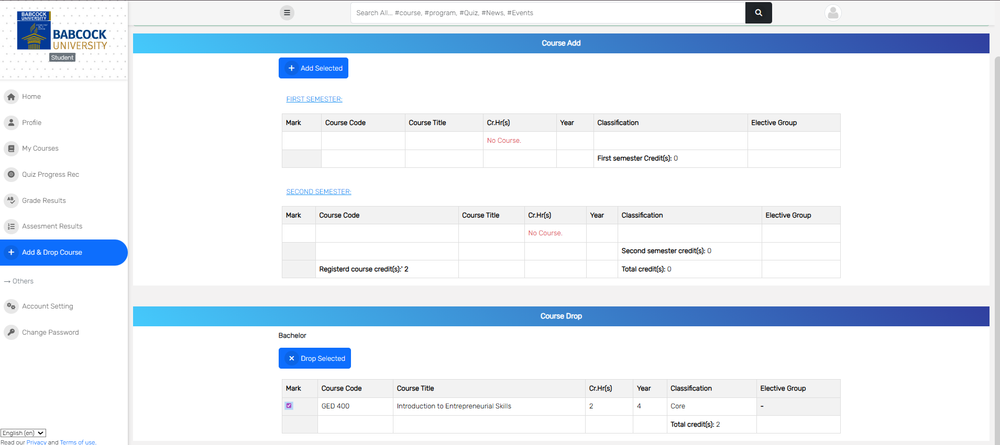 BABCOCK
UNIVERSITY
BABCOCK
UNIVERSITY
Student
Home
Profile
My Courses
Quiz Progress Rec
Grade Results
Assesment Results
Add & Drop Course
→ Others
Account Setting
Change Password
English (en)
Read our Privacy and Terms of use.
Search All... #course, #program, #Quiz, #News, #Events
Course Add
Add Selected
FIRST SEMESTER:
Mark Course Code Course Title Cr.Hr(s) Year Classification Elective Group
No Course.
First semester Credit(s): 0
SECOND SEMESTER:
Mark Course Code Course Title Cr.Hr(s) Year Classification Elective Group
No Course.
Second semester credit(s): 0
Registerd course credit(s):' 2 Total credit(s): 0
Course Drop
Bachelor
Drop Selected
Mark Course Code Course Title Cr.Hr(s) Year Classification Elective Group
GED 400 Introduction to Entrepreneurial Skills 2 4 Core -
Total credit(s): 2